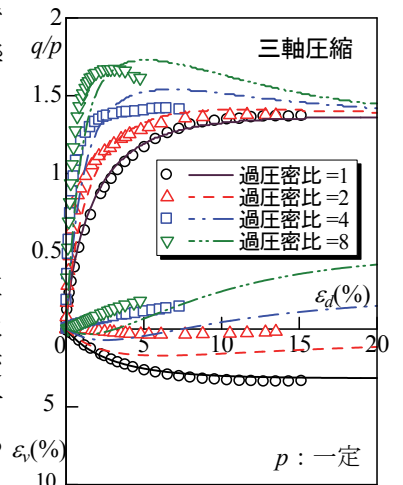 2
q/p
三軸圧縮
1.5
1
過圧密比 =1
過圧密比 =2
過圧密比 =4
過圧密比 =8
0.5
εd(%)
0
0 5 10 15 20
5
εv(%)
p：一定
10